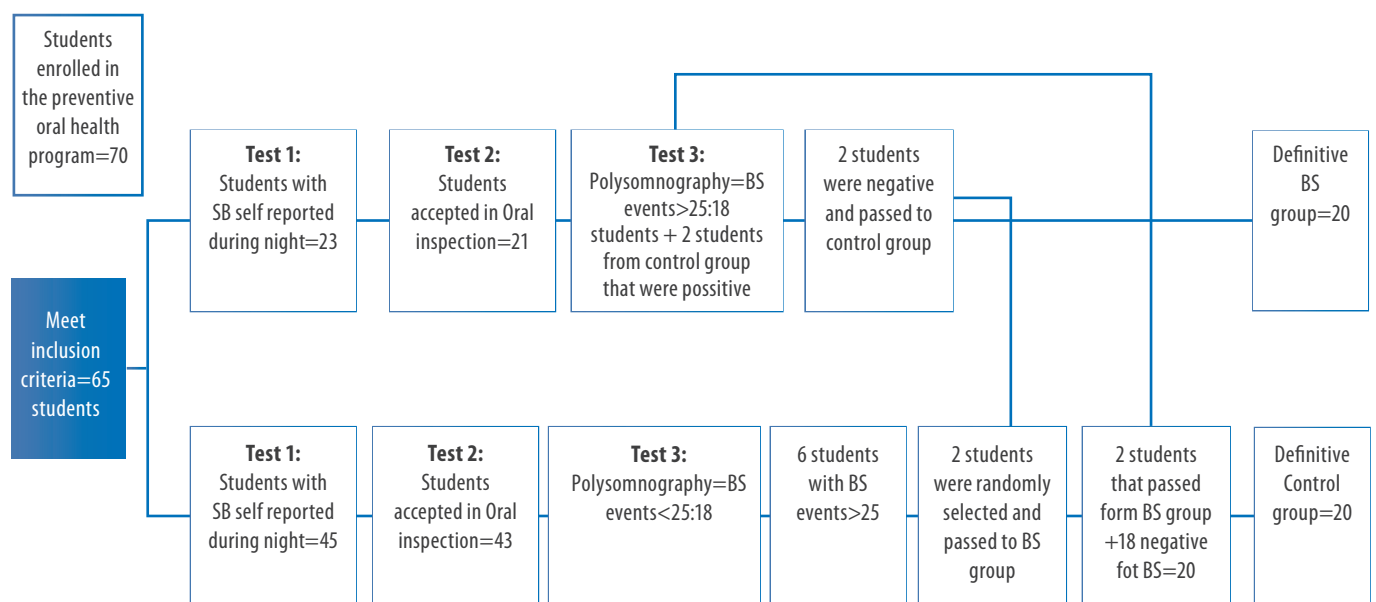 Students
enrolled in
the preventive
oral health
program=70
Meet
inclusion
criteria=65
students
Test 1:
Students with
SB self reported
during night=23
Test 2:
Students
accepted in Oral
inspection=21
Test 3:
Polysomnography=BS
events>25:18
students + 2 students
from control group
that were possitive
2 students
were negative
and passed to
control group
Definitive
BS
group=20
Test 1:
Students with
SB self reported
during night=45
Test 2:
Students
accepted in Oral
inspection=43
Test 3:
Polysomnography=BS
events<25:18
6 students
with BS
events>25
2 students
were randomly
selected and
passed to BS
group
2 students
that passed
form BS group
+18 negative
fot BS=20
Definitive
Control
group=20